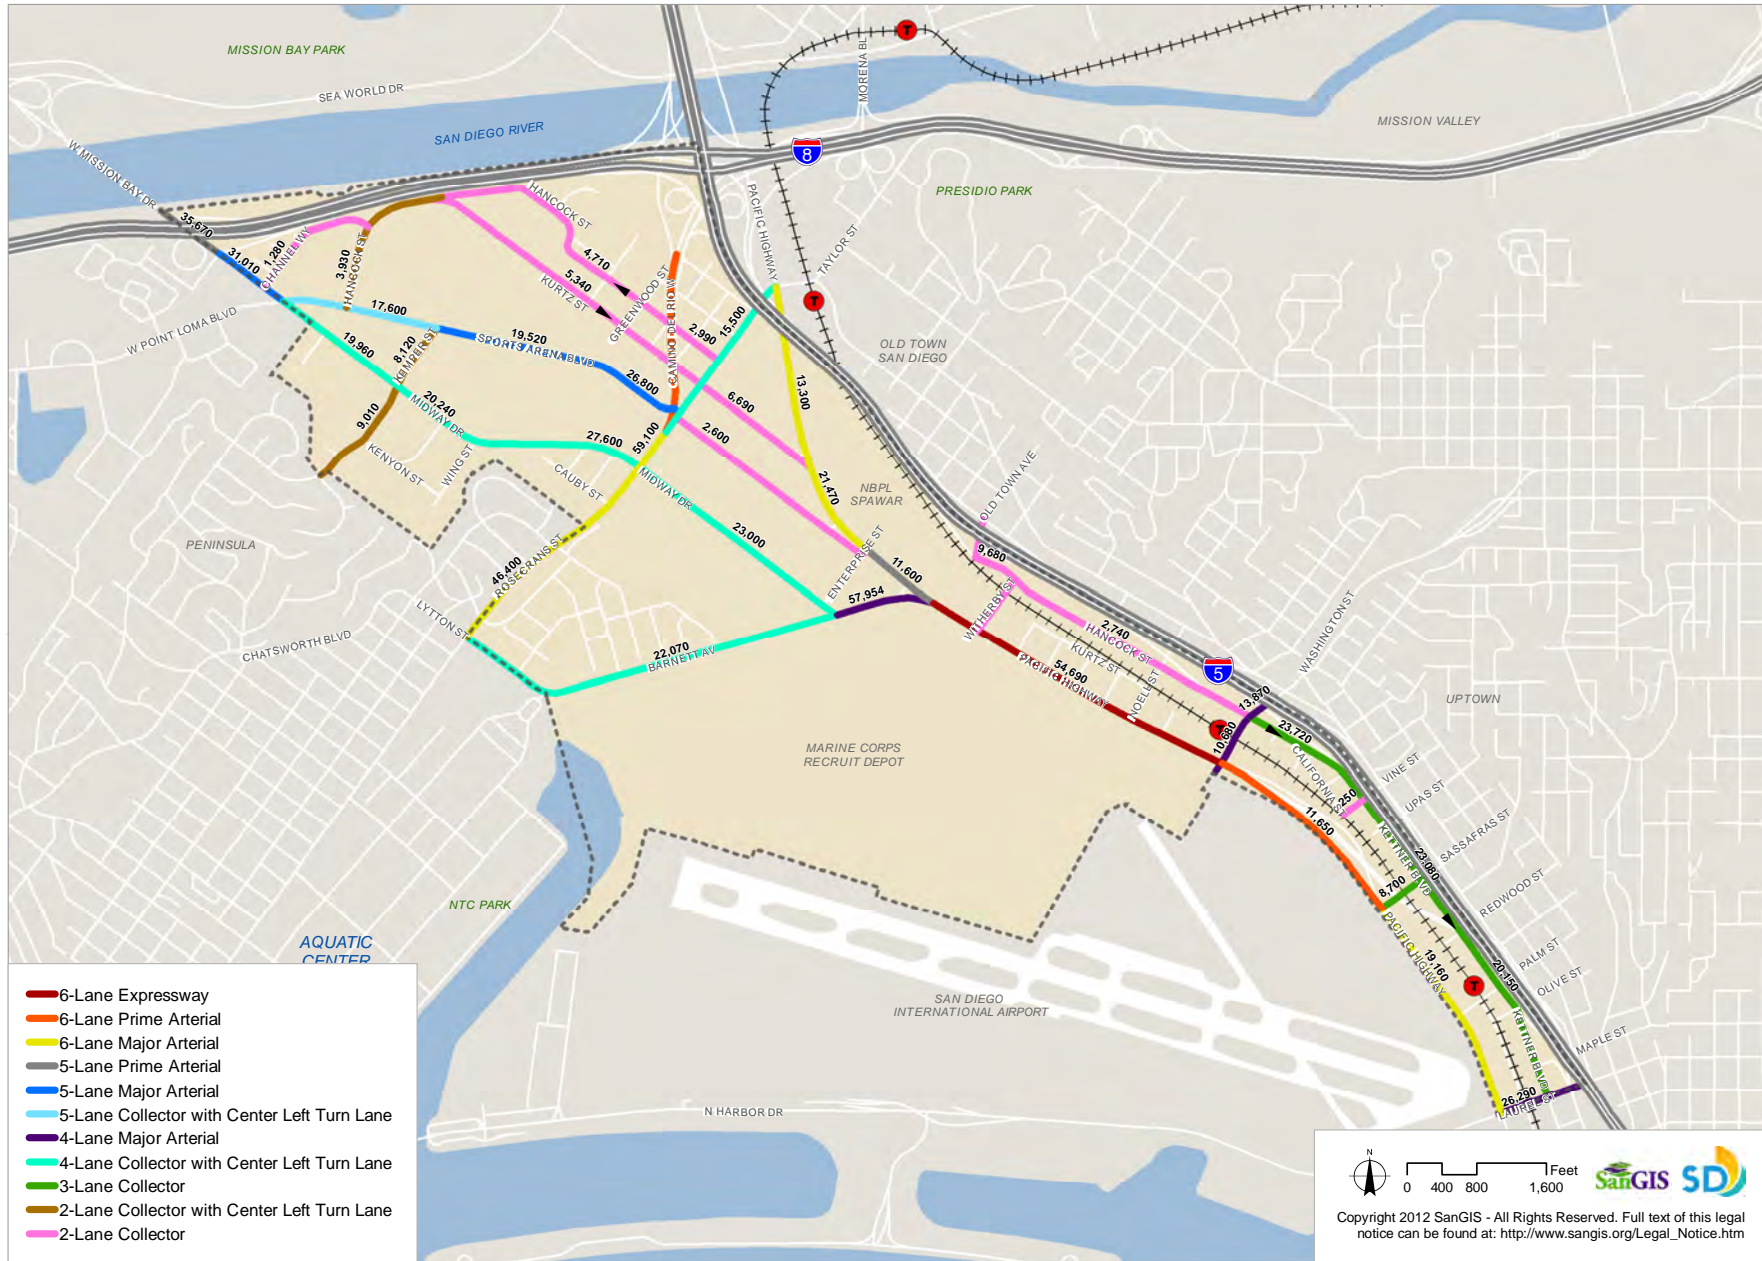 MISSION BAY PARK
SEA WORLD DR
SAN DIEGO RIVER
W MISSION BAY DR
MORENA BL
T
8
MISSION VALLEY
PRESIDIO PARK
PACIFIC HIGHWAY
TAYLOR ST
T
HANCOCK ST
35,670
31,010
1,280
CHANNEL WY
3,930
HANCOCK ST
4,710
5,340
KURTZ ST
GREENWOOD ST
CAMINO DEL RIO W
15,500
2,990
17,600
W POINT LOMA BLVD
19,960
8,120
KEMPER ST
19,520
SPORTS ARENA BLVD
26,800
OLD TOWN
SAN DIEGO
13,300
6,690
2,600
20,240
MIDWAY DR
9,010
KENYON ST
WING ST
27,600
59,100
CAUBY ST
MIDWAY DR
21,470
NBPL
SPAWAR
OLD TOWN AVE
23,000
ENTERPRISE ST
11,600
9,680
PENINSULA
46,400
ROSECRANS ST
57,954
WITHERBY ST
LYTTON ST
CHATSWORTH BLVD
22,070
BARNETT AV
2,740
HANCOCK ST
KURTZ ST
54,690
PACIFIC HIGHWAY
NOELL ST
WASHINGTON ST
5
UPTOWN
13,870
T
10,680
23,720
CALIFORNIA ST
MARINE CORPS
RECRUIT DEPOT
VINE ST
UPAS ST
250
11,650
KETTNER BLVD
SASSAFRAS ST
23,080
8,700
REDWOOD ST
NTC PARK
PACIFIC HIGHWAY
19,160
PALM ST
20,150
OLIVE ST
T
AQUATIC
CENTER
SAN DIEGO
INTERNATIONAL AIRPORT
KETTNER BLVD
MAPLE ST
26,290
LAUREL ST
N HARBOR DR
6-Lane Expressway
6-Lane Prime Arterial
6-Lane Major Arterial
5-Lane Prime Arterial
5-Lane Major Arterial
5-Lane Collector with Center Left Turn Lane
4-Lane Major Arterial
4-Lane Collector with Center Left Turn Lane
3-Lane Collector
2-Lane Collector with Center Left Turn Lane
2-Lane Collector
N
Feet
0 400 800 1,600
SanGIS
SD
Copyright 2012 SanGIS - All Rights Reserved. Full text of this legal
notice can be found at: http://www.sangis.org/Legal_Notice.htm